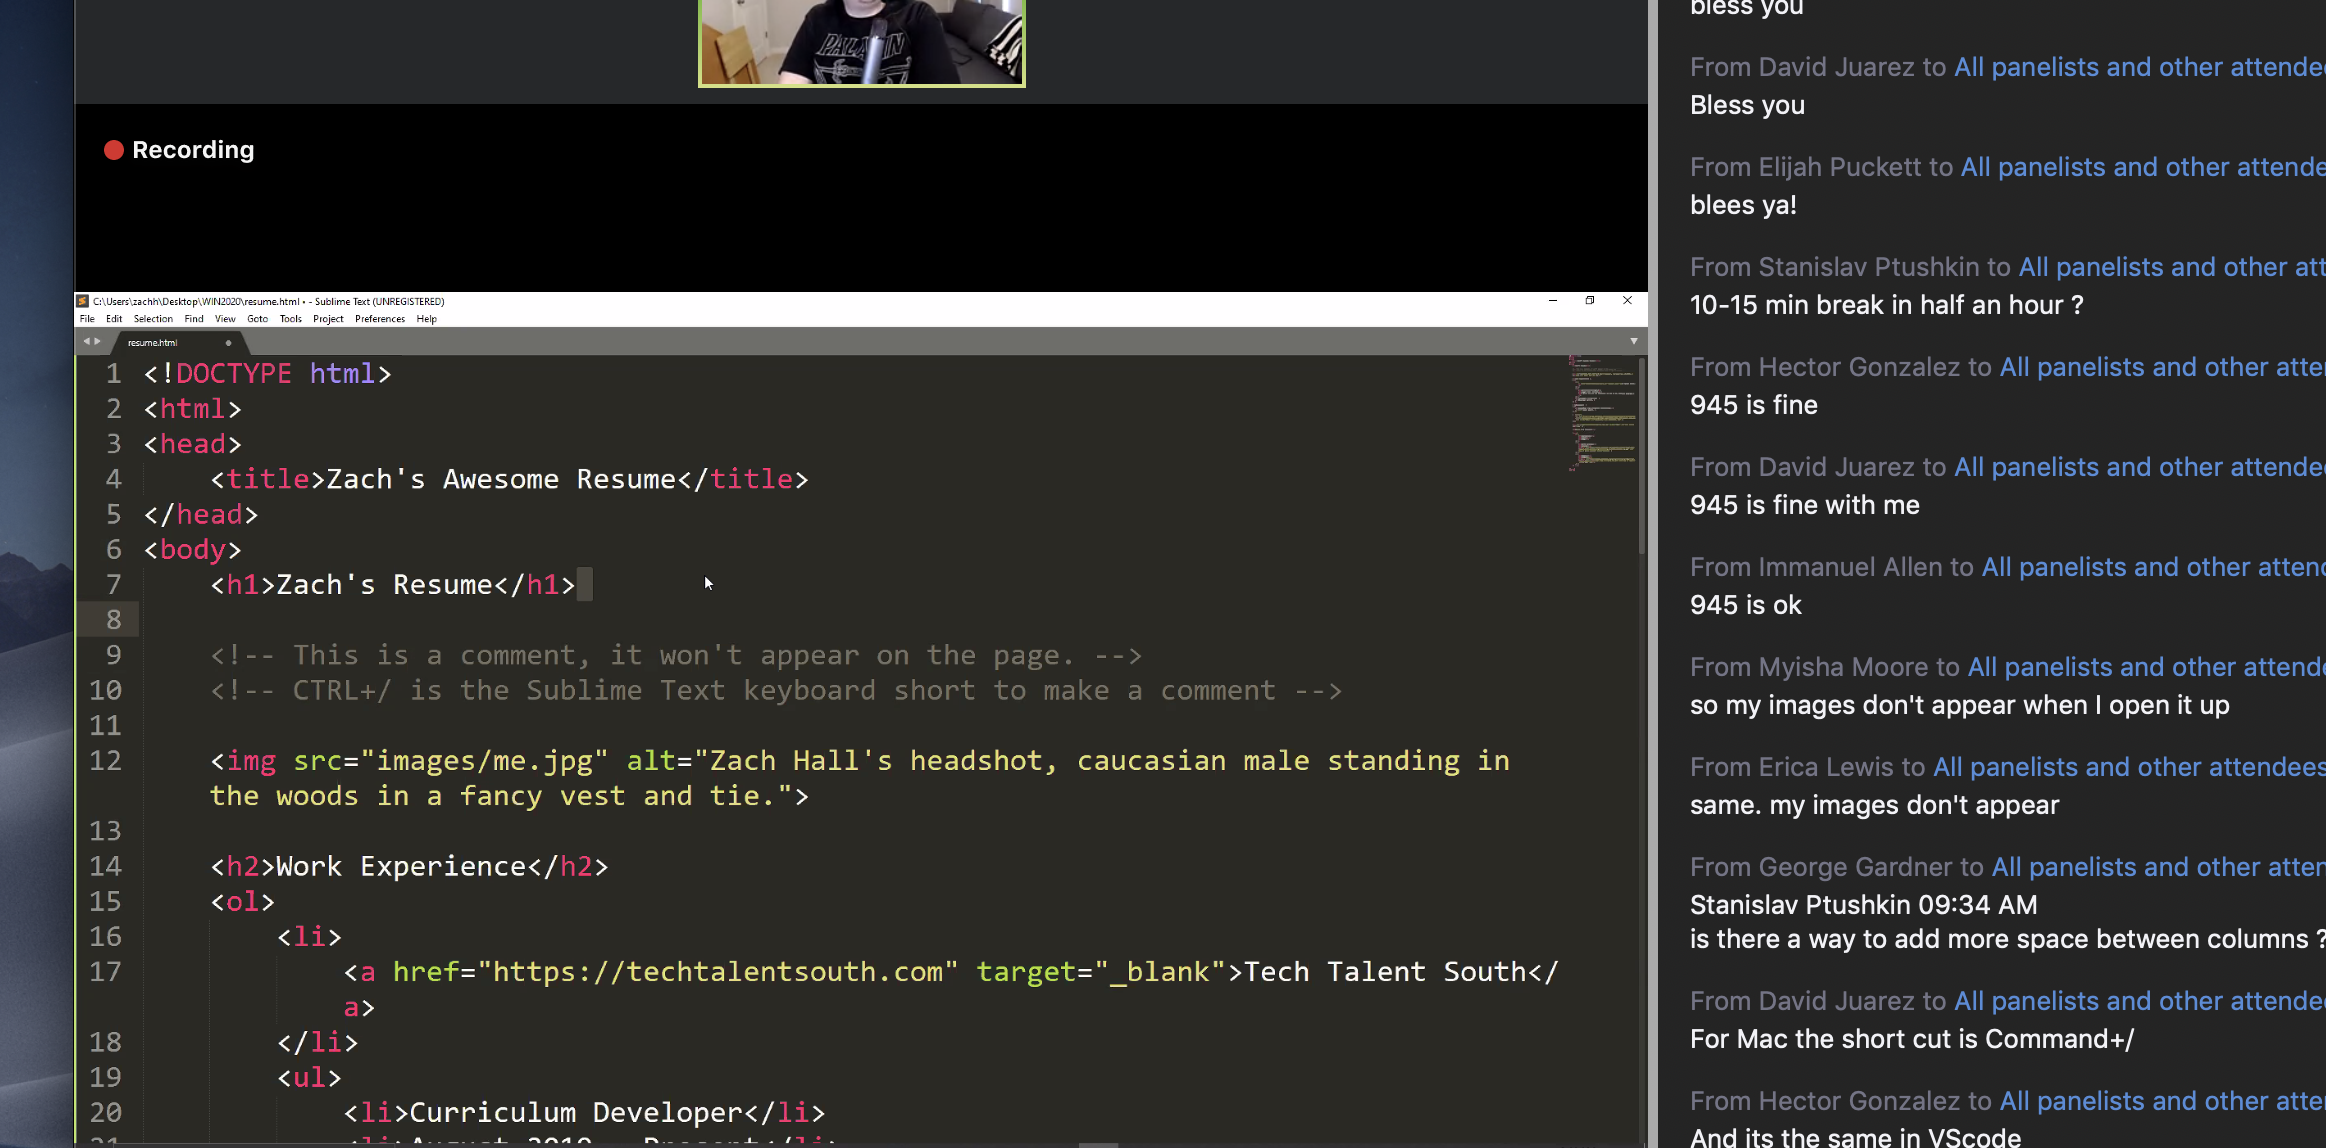 PALADIN
Recording
C:\Users\zachh\Desktop\WIN2020\resume.html • - Sublime Text (UNREGISTERED)
File Edit Selection Find View Goto Tools Project Preferences Help
resume.html
1 <!DOCTYPE html>
2 <html>
3 <head>
4 <title>Zach's Awesome Resume</title>
5 </head>
6 <body>
7 <h1>Zach's Resume</h1>
8
9 <!-- This is a comment, it won't appear on the page. -->
10 <!-- CTRL+/ is the Sublime Text keyboard short to make a comment -->
11
12 <img src="images/me.jpg" alt="Zach Hall's headshot, caucasian male standing in
the woods in a fancy vest and tie.">
13
14 <h2>Work Experience</h2>
15 <ol>
16 <li>
17 <a href="https://techtalentsouth.com" target="_blank">Tech Talent South</
a>
18 </li>
19 <ul>
20 <li>Curriculum Developer</li>
21 <li>August 2019 - Present</li>
bless you
From David Juarez to All panelists and other attende
Bless you
From Elijah Puckett to All panelists and other attende
blees ya!
From Stanislav Ptushkin to All panelists and other att
10-15 min break in half an hour ?
From Hector Gonzalez to All panelists and other atte
945 is fine
From David Juarez to All panelists and other attende
945 is fine with me
From Immanuel Allen to All panelists and other attend
945 is ok
From Myisha Moore to All panelists and other attende
so my images don't appear when I open it up
From Erica Lewis to All panelists and other attendees
same. my images don't appear
From George Gardner to All panelists and other atten
Stanislav Ptushkin 09:34 AM
is there a way to add more space between columns ?
From David Juarez to All panelists and other attende
For Mac the short cut is Command+/
From Hector Gonzalez to All panelists and other atte
And its the same in VScode